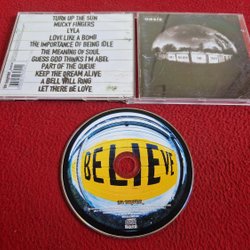 TURN UP THE SUN
MUCKY FINGERS
LYLA
LOVE LIKE A BOMB
THE IMPORTANCE OF BEING IDLE
THE MEANING OF SOUL
GUESS GOD THINKS I'M ABEL
PART OF THE QUEUE
KEEP THE DREAM ALIVE
A BELL WILL RING
LET THERE BE LOVE
oasis
BELIEVE